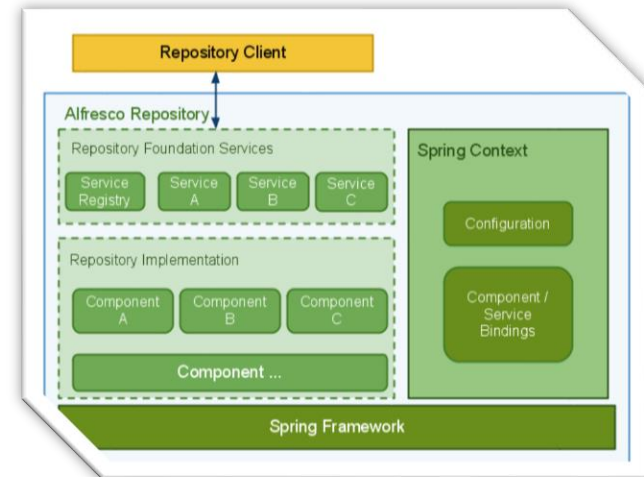 Repository Client
Alfresco Repository
Repository Foundation Services
Service
Registry
Service
A
Service
B
Service
C
Repository Implementation
Component
A
Component
B
Component
C
Component ...
Spring Context
Configuration
Component /
Service
Bindings
Spring Framework